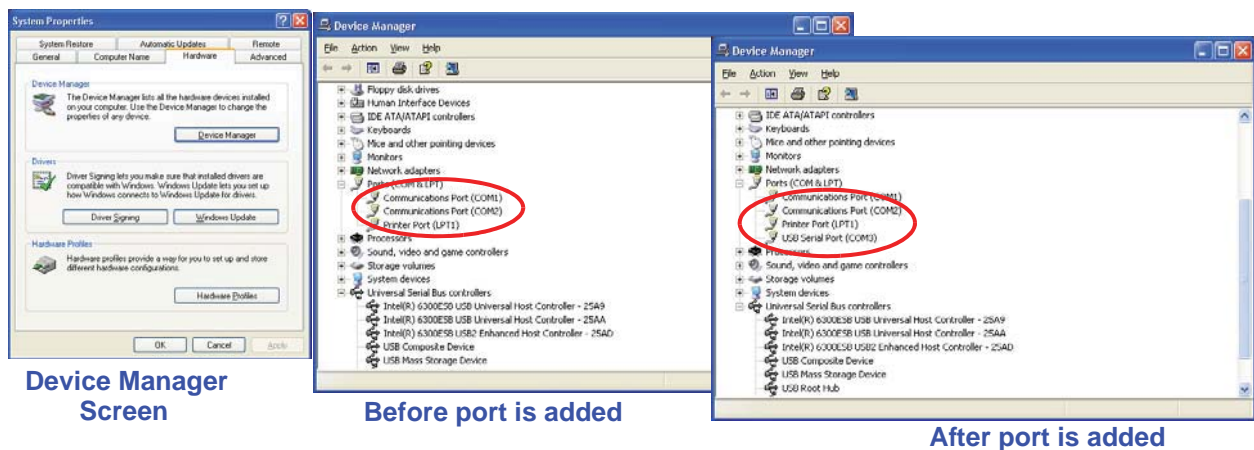 System Properties
System Restore Automatic Updates Remote
General Computer Name Hardware Advanced
Device Manager
The Device Manager lists all the hardware devices installed
on your computer. Use the Device Manager to change the
properties of any device.
Device Manager
Drivers
Driver Signing lets you make sure that installed drivers are
compatible with Windows. Windows Update lets you set up
how Windows connects to Windows Update for drivers.
Driver Signing Windows Update
Hardware Profiles
Hardware profiles provide a way for you to set up and store
different hardware configurations.
Hardware Profiles
OK Cancel Apply
Device Manager
Screen
Device Manager
File Action View Help
Floppy disk drives
Human Interface Devices
IDE ATA/ATAPI controllers
Keyboards
Mice and other pointing devices
Monitors
Network adapters
Ports (COM & LPT)
Communications Port (COM1)
Communications Port (COM2)
Printer Port (LPT1)
Processors
Sound, video and game controllers
Storage volumes
System devices
Universal Serial Bus controllers
Intel(R) 6300ESB USB Universal Host Controller - 25A9
Intel(R) 6300ESB USB Universal Host Controller - 25AA
Intel(R) 6300ESB USB2 Enhanced Host Controller - 25AD
USB Composite Device
USB Mass Storage Device
Before port is added
Device Manager
File Action View Help
IDE ATA/ATAPI controllers
Keyboards
Mice and other pointing devices
Monitors
Network adapters
Ports (COM & LPT)
Communications Port (COM1)
Communications Port (COM2)
Printer Port (LPT1)
USB Serial Port (COM3)
Processors
Sound, video and game controllers
Storage volumes
System devices
Universal Serial Bus controllers
Intel(R) 6300ESB USB Universal Host Controller - 25A9
Intel(R) 6300ESB USB Universal Host Controller - 25AA
Intel(R) 6300ESB USB2 Enhanced Host Controller - 25AD
USB Composite Device
USB Mass Storage Device
USB Root Hub
After port is added